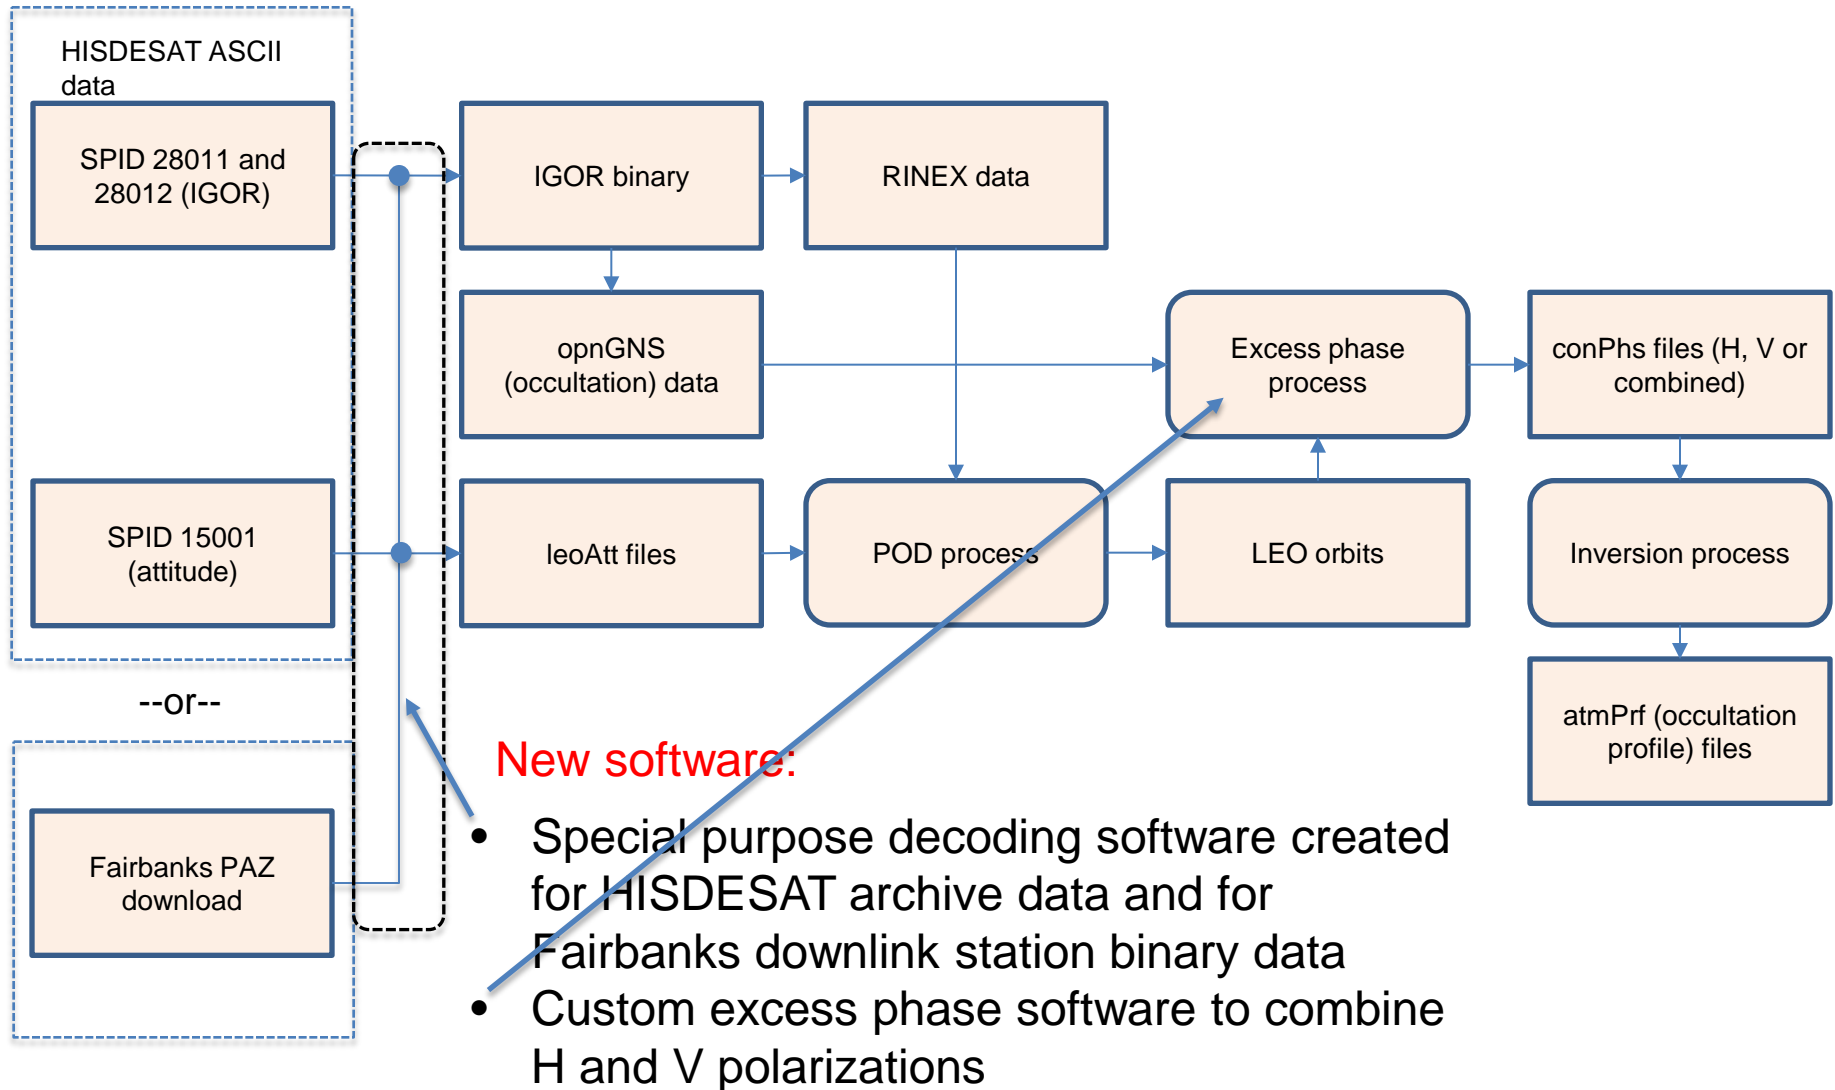 HISDESAT ASCII
data
SPID 28011 and
28012 (IGOR)
IGOR binary
RINEX data
opnGNS
(occultation) data
Excess phase
process
conPhs files (H, V or
combined)
SPID 15001
(attitude)
leoAtt files
POD process
LEO orbits
Inversion process
--or--
atmPrf (occultation
profile) files
Fairbanks PAZ
download
New software:
• Special purpose decoding software created
for HISDESAT archive data and for
Fairbanks downlink station binary data
• Custom excess phase software to combine
H and V polarizations